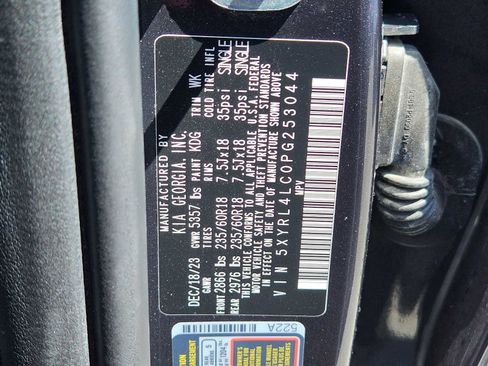 MANUFACTURED BY
KIA GEORGIA, INC.
DEC/18/23 GVWR 5357 lbs PAINT KDG TRIM WK
GAWR TIRES RIMS COLD TIRE INFL
FRONT 2866 lbs 235/60R18 7.5Jx18 35psi SINGLE
REAR 2976 lbs 235/60R18 7.5Jx18 35psi SINGLE
THIS VEHICLE CONFORMS TO ALL APPLICABLE U.S.A. FEDERAL
MOTOR VEHICLE SAFETY AND THEFT PREVENTION STANDARDS
IN EFFECT ON THE DATE OF MANUFACTURE SHOWN ABOVE
VIN 5XYRL4LC0PG253044
MPV
522A